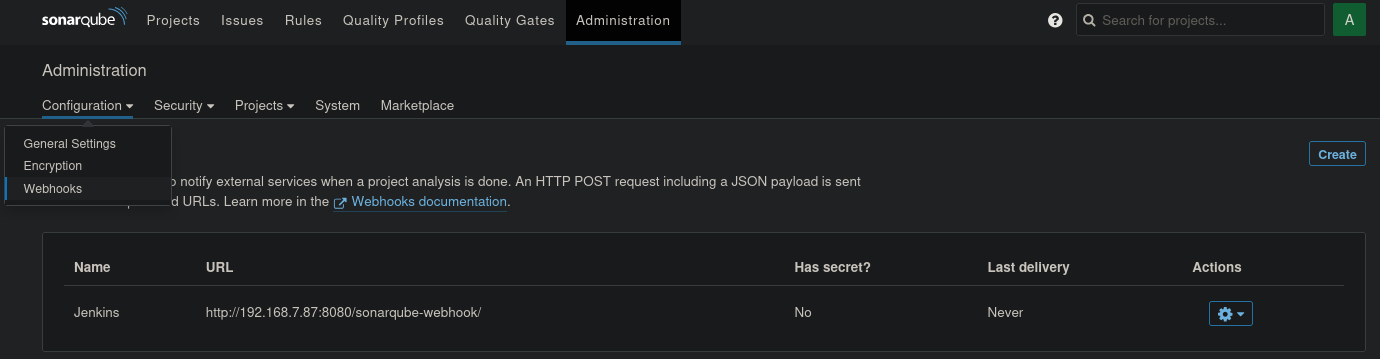 sonarqube Projects Issues Rules Quality Profiles Quality Gates Administration ? Search for projects... A
Administration
Configuration Security Projects System Marketplace
General Settings
Encryption
Webhooks
Create
notify external services when a project analysis is done. An HTTP POST request including a JSON payload is sent
URLs. Learn more in the Webhooks documentation.
Name URL Has secret? Last delivery Actions
Jenkins http://192.168.7.87:8080/sonarqube-webhook/ No Never